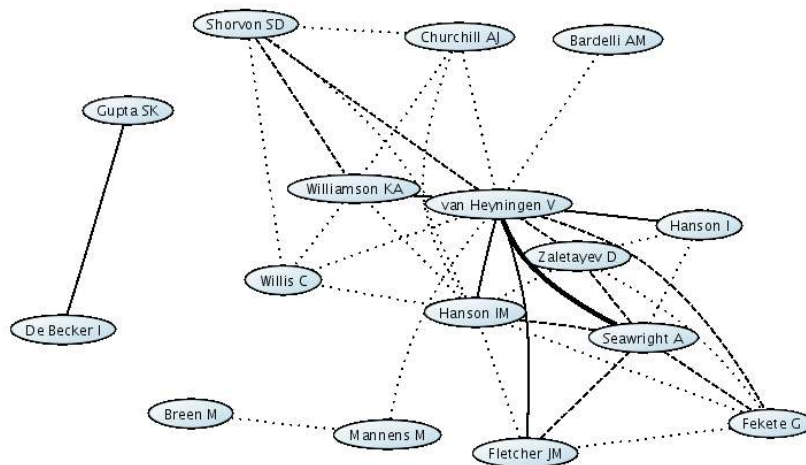 Shorvon SD
Churchill AJ
Bardelli AM
Gupta SK
Williamson KA
van Heyningen V
Hanson I
Zaletayev D
Willis C
Hanson IM
De Becker I
Seawright A
Breen M
Mannens M
Fletcher JM
Fekete G